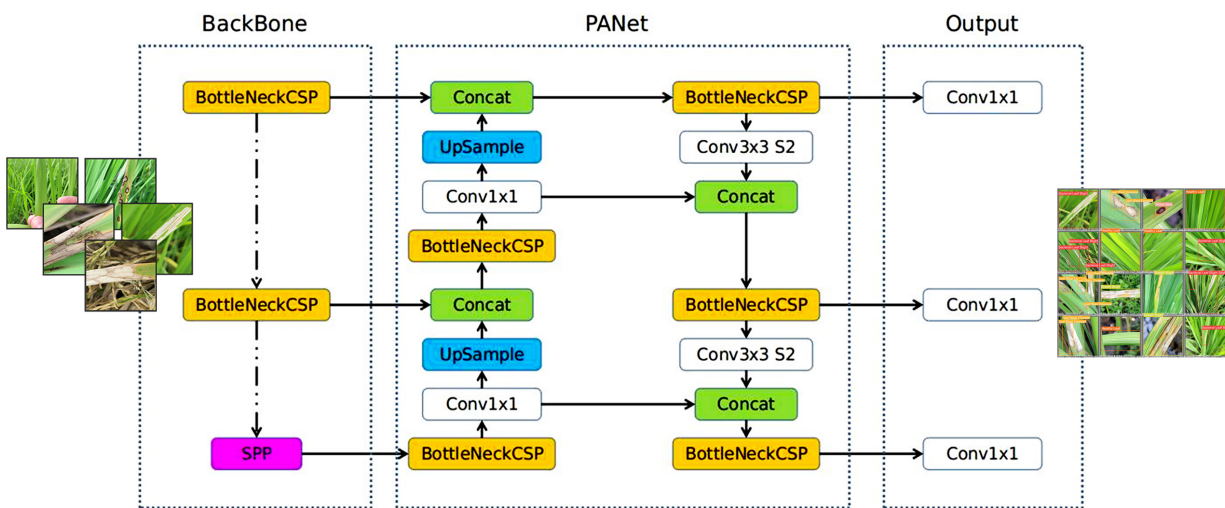 BackBone
PANet
Output
BottleNeckCSP
Concat
BottleNeckCSP
Conv1x1
UpSample
Conv3x3 S2
Conv1x1
Concat
BottleNeckCSP
BottleNeckCSP
Concat
BottleNeckCSP
Conv1x1
UpSample
Conv3x3 S2
Conv1x1
Concat
SPP
BottleNeckCSP
BottleNeckCSP
Conv1x1